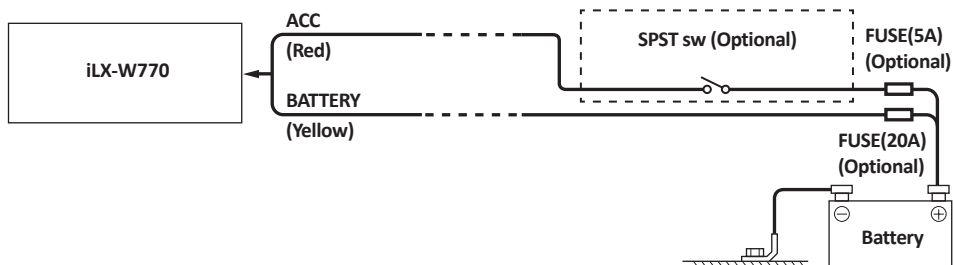 iLX-W770
ACC
(Red)
BATTERY
(Yellow)
SPST sw (Optional)
FUSE(5A)
(Optional)
FUSE(20A)
(Optional)
Battery